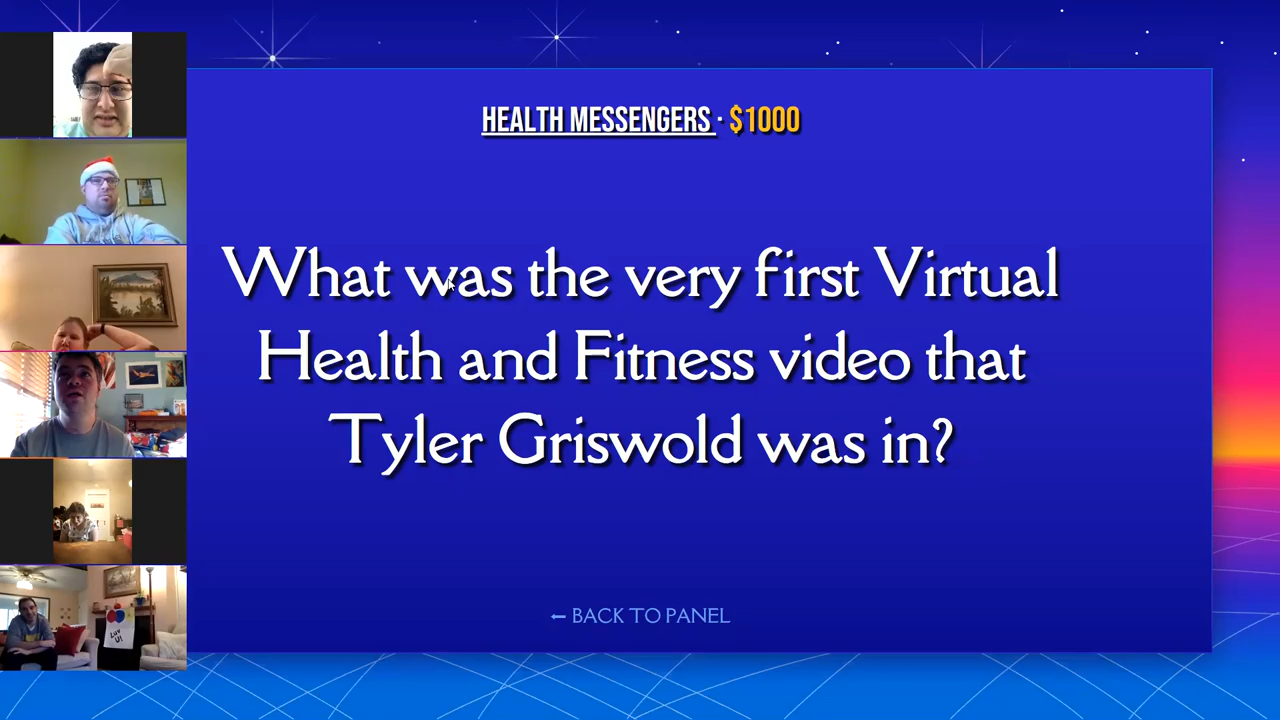 HEALTH MESSENGERS · $1000
What was the very first Virtual
Health and Fitness video that
Tyler Griswold was in?
← BACK TO PANEL
LUV
U!